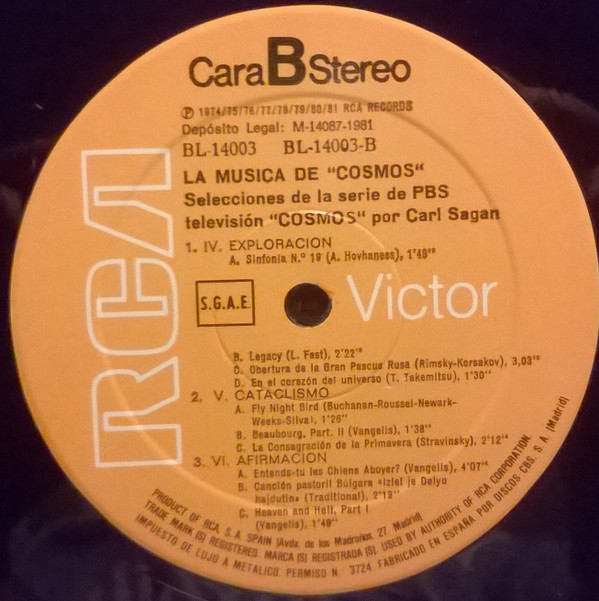 Cara B Stereo
℗ 1974/75/76/77/78/79/80/81 RCA RECORDS
Depósito Legal: M-14087-1981
BL-14003 BL-14003-B
LA MUSICA DE "COSMOS"
Selecciones de la serie de PBS
televisión "COSMOS" por Carl Sagan
1. IV. EXPLORACION
A. Sinfonía N.º 19 (A. Hovhaness), 1'49"
S.G.A.E.
RCA
Victor
B. Legacy (L. Fast), 2'22"
C. Obertura de la Gran Pascua Rusa (Rimsky-Korsakov), 3,03"
D. En el corazón del universo (T. Takemitsu), 1'30"
2. V. CATACLISMO
A. Fly Night Bird (Buchanan-Roussel-Newark-
Weeks-Silva), 1'26"
B. Beaubourg, Part. II (Vangelis), 1'38"
C. La Consagración de la Primavera (Stravinsky), 2'12"
3. VI. AFIRMACION
A. Entends-tu les Chiens Aboyer? (Vangelis), 4'07"
B. Canción pastoril Búlgara «Izlel je Delyo
hajdutin» (Traditional), 2'19"
C. Heaven and Hell, Part I
(Vangelis), 1'49"
PRODUCT OF RCA, S. A. SPAIN (Avda. de los Madroños, 27. Madrid)
TRADE MARK (S) REGISTERED. MARCA (S) REGISTRADA (S). USED BY AUTHORITY OF RCA CORPORATION.
IMPUESTO DE LUJO A METALICO. PERMISO N. 3724. FABRICADO EN ESPAÑA POR DISCOS CBS, S. A. (Madrid)